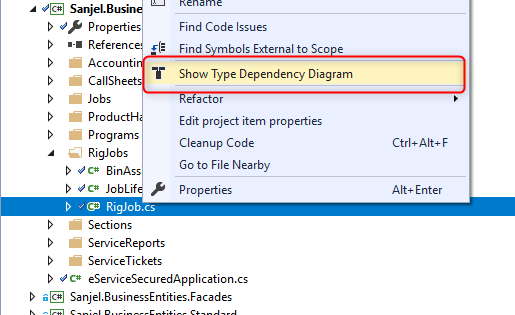 Sanjel.Busine
Rename
Properties
Find Code Issues
References
Find Symbols External to Scope
Accountin
Show Type Dependency Diagram
CallSheets
Jobs
Refactor
ProductHa
Edit project item properties
Programs
Cleanup Code Ctrl+Alt+F
RigJobs
Go to File Nearby
BinAss
JobLife
Properties Alt+Enter
RigJob.cs
Sections
ServiceReports
ServiceTickets
eServiceSecuredApplication.cs
Sanjel.BusinessEntities.Facades
Sanjel.BusinessEntities.Standard